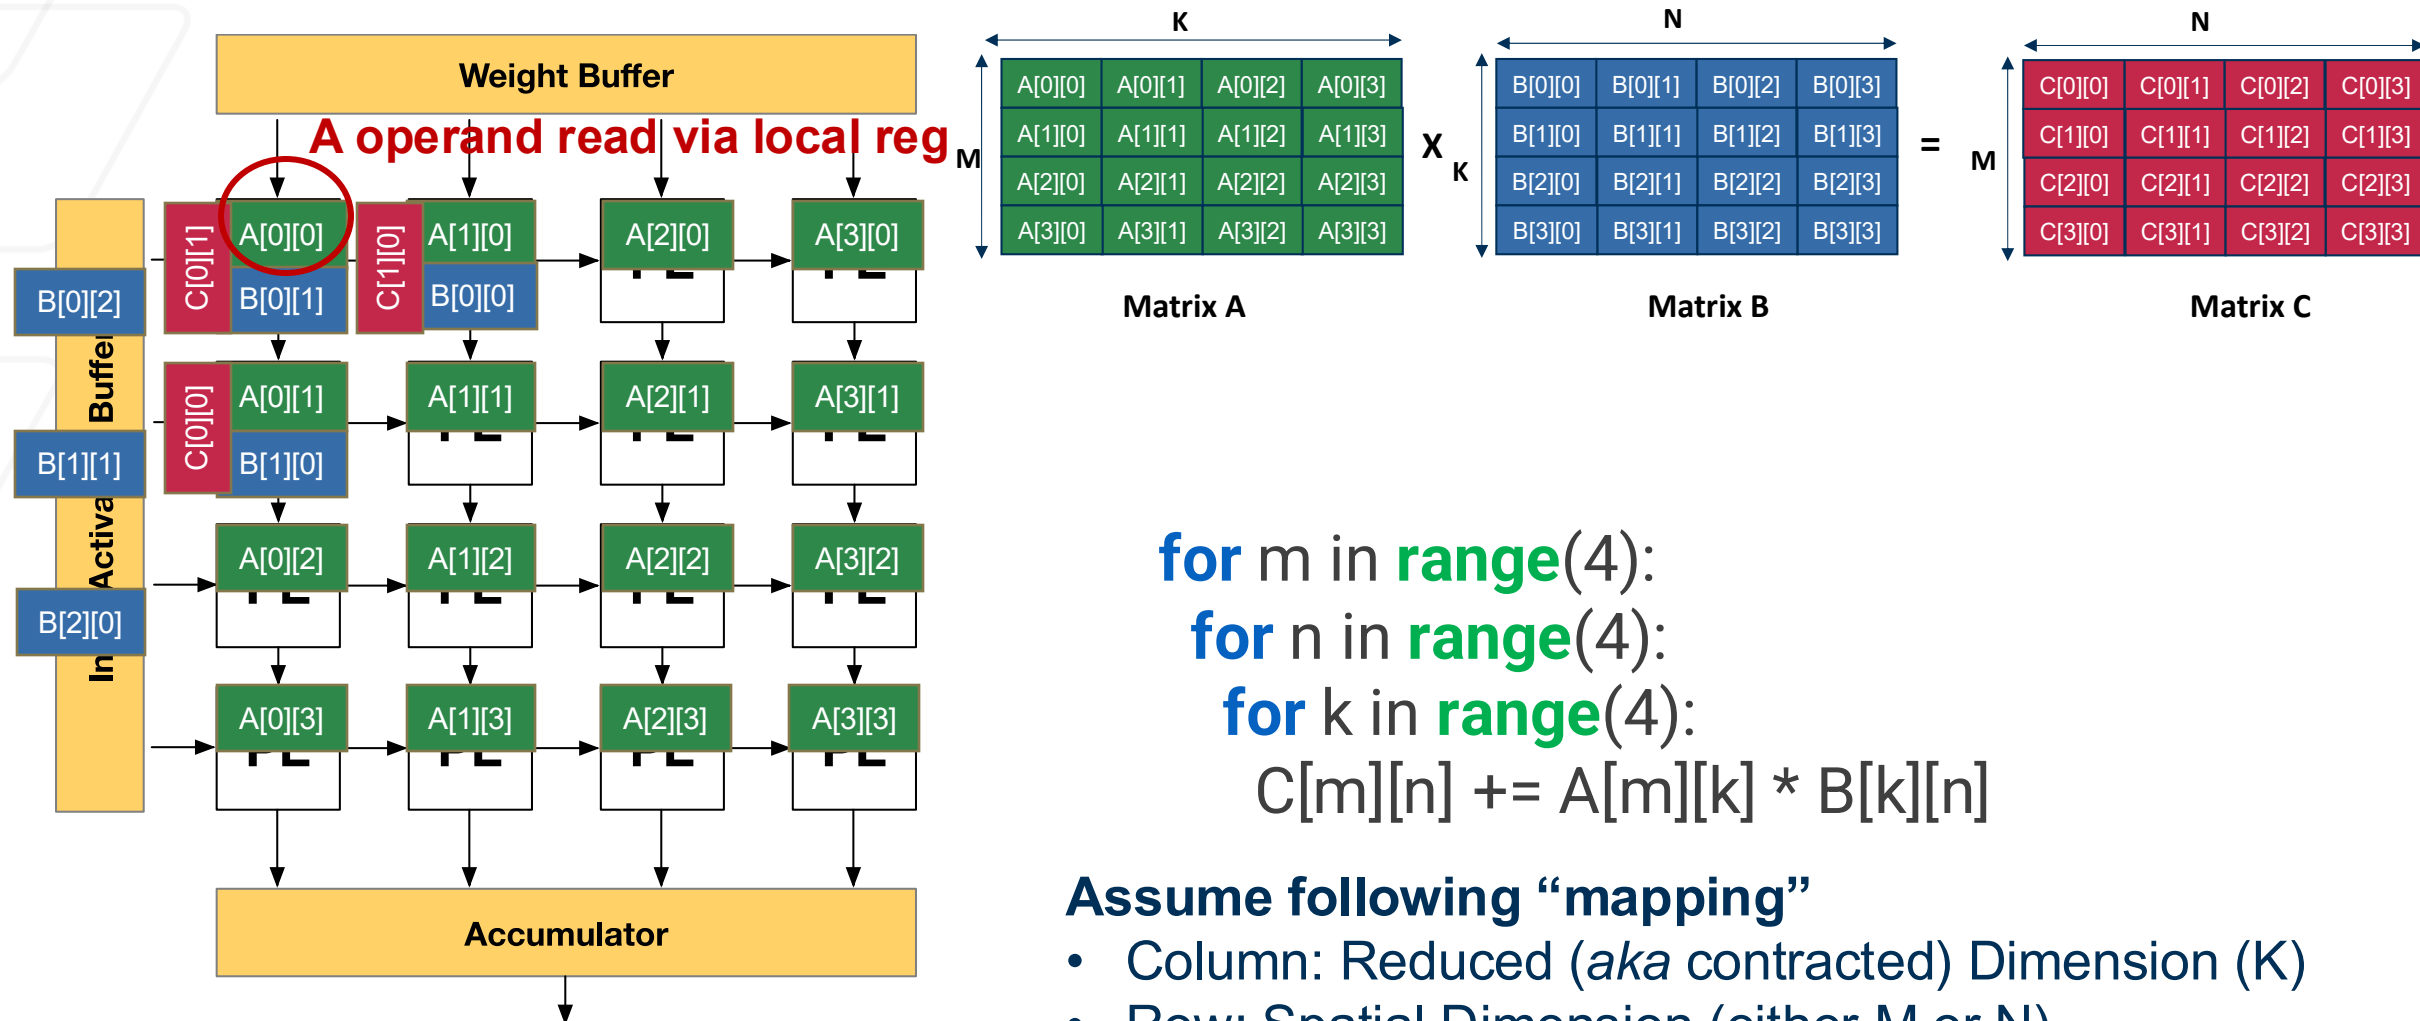 Weight Buffer
A operand read via local reg
C[0][1]
A[0][0]
B[0][1]
C[1][0]
A[1][0]
B[0][0]
A[2][0]
A[3][0]
B[0][2]
C[0][0]
A[0][1]
B[1][0]
A[1][1]
A[2][1]
A[3][1]
B[1][1]
A[0][2]
A[1][2]
A[2][2]
A[3][2]
B[2][0]
A[0][3]
A[1][3]
A[2][3]
A[3][3]
Accumulator
K
M
A[0][0] A[0][1] A[0][2] A[0][3]
A[1][0] A[1][1] A[1][2] A[1][3]
A[2][0] A[2][1] A[2][2] A[2][3]
A[3][0] A[3][1] A[3][2] A[3][3]
Matrix A
X
N
K
B[0][0] B[0][1] B[0][2] B[0][3]
B[1][0] B[1][1] B[1][2] B[1][3]
B[2][0] B[2][1] B[2][2] B[2][3]
B[3][0] B[3][1] B[3][2] B[3][3]
Matrix B
=
N
M
C[0][0] C[0][1] C[0][2] C[0][3]
C[1][0] C[1][1] C[1][2] C[1][3]
C[2][0] C[2][1] C[2][2] C[2][3]
C[3][0] C[3][1] C[3][2] C[3][3]
Matrix C
for m in range(4):
for n in range(4):
for k in range(4):
C[m][n] += A[m][k] * B[k][n]
Assume following “mapping”
• Column: Reduced (aka contracted) Dimension (K)
• Row: Spatial Dimension (either M or N)